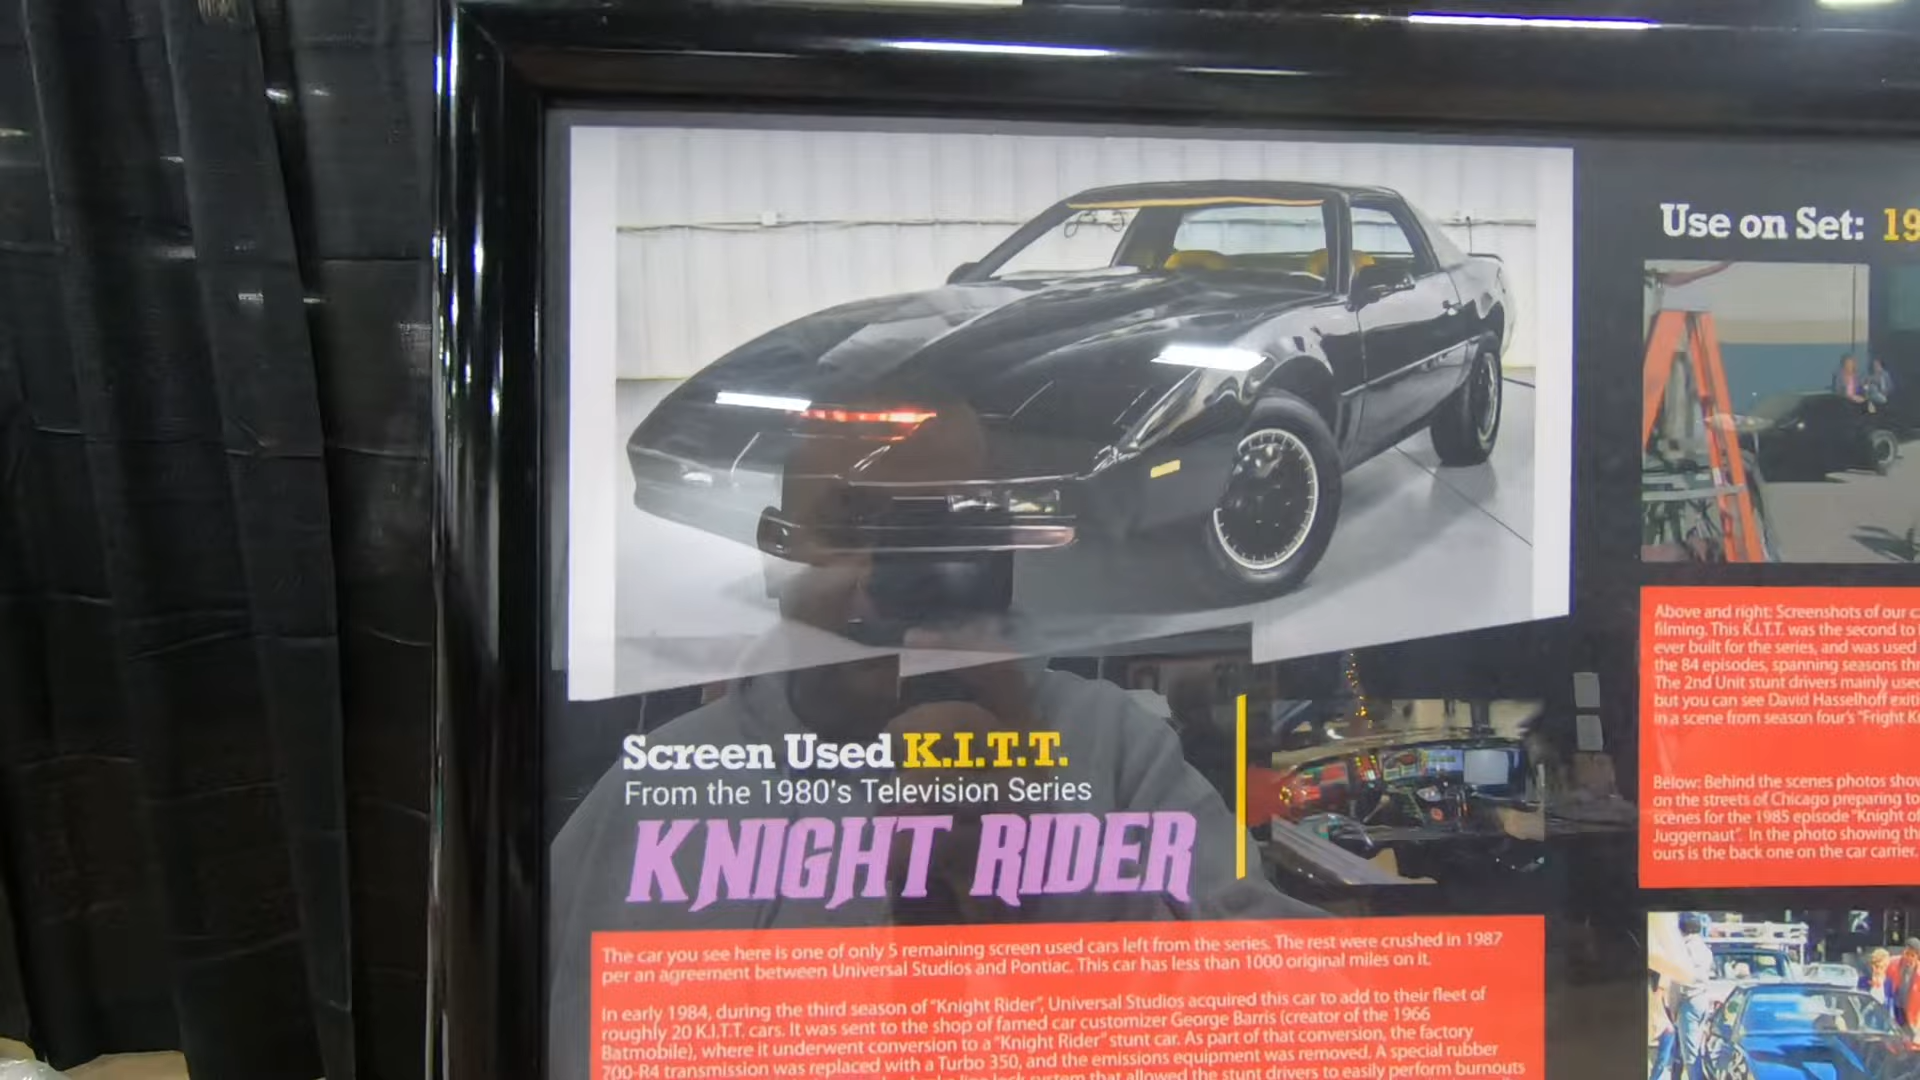 Screen Used K.I.T.T.
From the 1980's Television Series
KNIGHT RIDER
The car you see here is one of only 5 remaining screen used cars left from the series. The rest were crushed in 1987
per an agreement between Universal Studios and Pontiac. This car has less than 1000 original miles on it.
In early 1984, during the third season of "Knight Rider", Universal Studios acquired this car to add to their fleet of
roughly 20 K.I.T.T. cars. It was sent to the shop of famed car customizer George Barris (creator of the 1966
Batmobile), where it underwent conversion to a "Knight Rider" stunt car. As part of that conversion, the factory
700-R4 transmission was replaced with a Turbo 350, and the emissions equipment was removed. A special rubber
system that allowed the stunt drivers to easily perform burnouts
Use on Set: 19
Above and right: Screenshots of our
filming. This K.I.T.T. was the second to
ever built for the series, and was used
the 84 episodes, spanning seasons
The 2nd Unit stunt drivers mainly
but you can see David Hasselhoff
in a scene from season four's "Fright
Below: Behind the scenes photos
on the streets of Chicago preparing to
scenes for the 1985 episode "Knight of
Juggernaut". In the photo showing
ours is the back one on the car carrier.